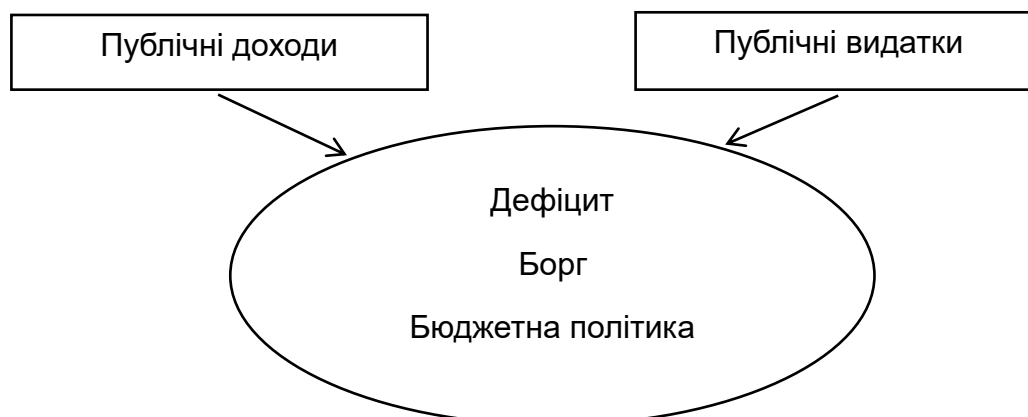 Публічні доходи
Публічні видатки
Дефіцит
Борг
Бюджетна політика